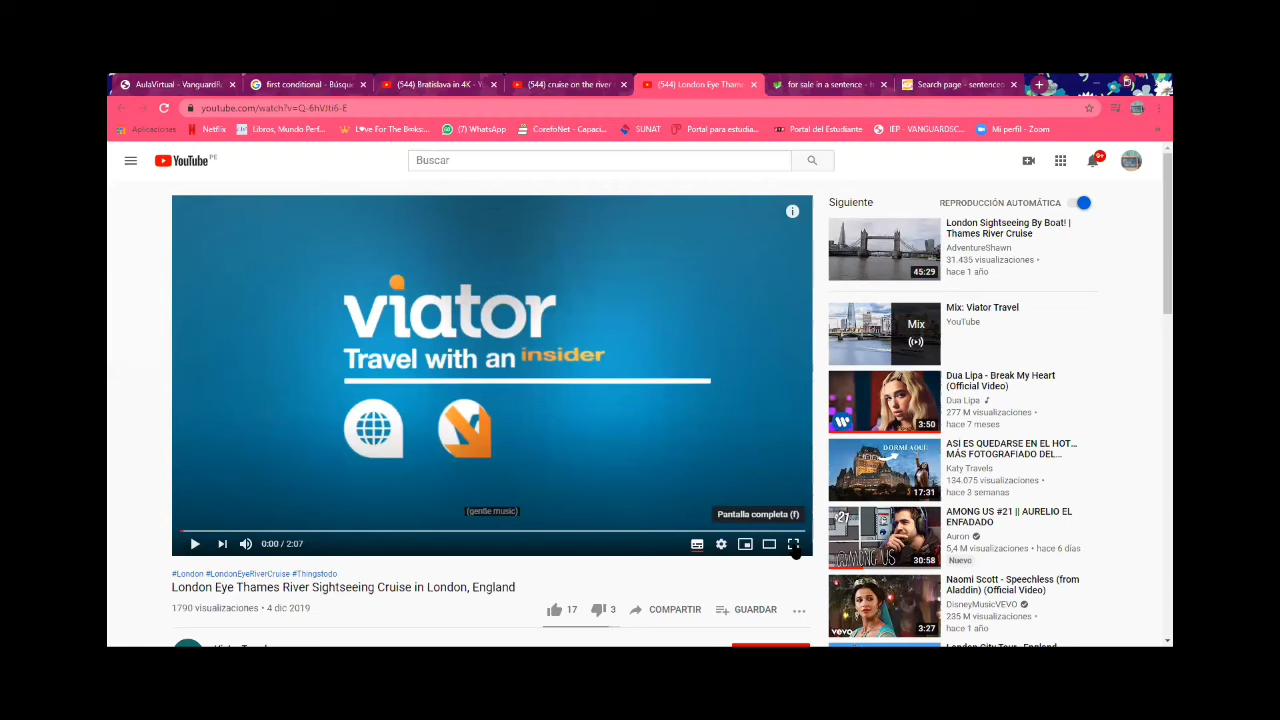 AulaVirtual - VanguardBa
first conditional - Búsque
(544) Bratislava in 4K - Y
(544) cruise on the river
(544) London Eye Thame
for sale in a sentence - h
Search page - sentencedi
youtube.com/watch?v=Q-6hVJti6-E
Aplicaciones
Netflix
Libros, Mundo Perf...
L♥ve For The B♥oks:...
(7) WhatsApp
CorefoNet - Capaci...
SUNAT
Portal para estudia...
Portal del Estudiante
IEP - VANGUARDSC...
Mi perfil - Zoom
YouTube PE
Buscar
9+
viator
Travel with an insider
(gentle music)
Pantalla completa (f)
0:00 / 2:07
#London #LondonEyeRiverCruise #Thingstodo
London Eye Thames River Sightseeing Cruise in London, England
1790 visualizaciones • 4 dic 2019
17
3
COMPARTIR
GUARDAR
Siguiente
REPRODUCCIÓN AUTOMÁTICA
London Sightseeing By Boat! |
Thames River Cruise
AdventureShawn
31.435 visualizaciones •
hace 1 año
45:29
Mix: Viator Travel
YouTube
Mix
Dua Lipa - Break My Heart
(Official Video)
Dua Lipa
277 M visualizaciones •
hace 7 meses
3:50
ASI ES QUEDARSE EN EL HOT...
MÁS FOTOGRAFIADO DEL...
Katy Travels
134.075 visualizaciones •
hace 3 semanas
DORMÍ AQUÍ
17:31
AMONG US #21 || AURELIO EL
ENFADADO
Auron
5,4 M visualizaciones • hace 6 días
Nuevo
#21
30:58
Naomi Scott - Speechless (from
Aladdin) (Official Video)
DisneyMusicVEVO
235 M visualizaciones •
hace 1 año
vevo
3:27